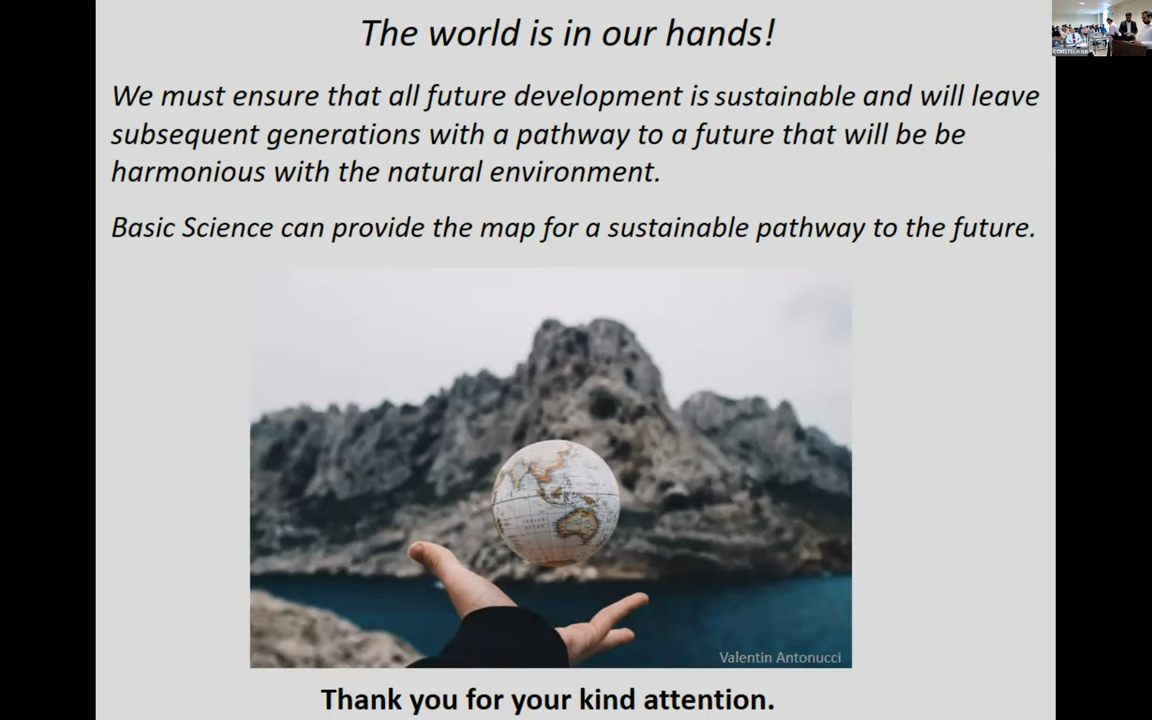 The world is in our hands!
We must ensure that all future development is sustainable and will leave
subsequent generations with a pathway to a future that will be be
harmonious with the natural environment.
Basic Science can provide the map for a sustainable pathway to the future.
INDIAN
OCEAN
Valentin Antonucci
Thank you for your kind attention.